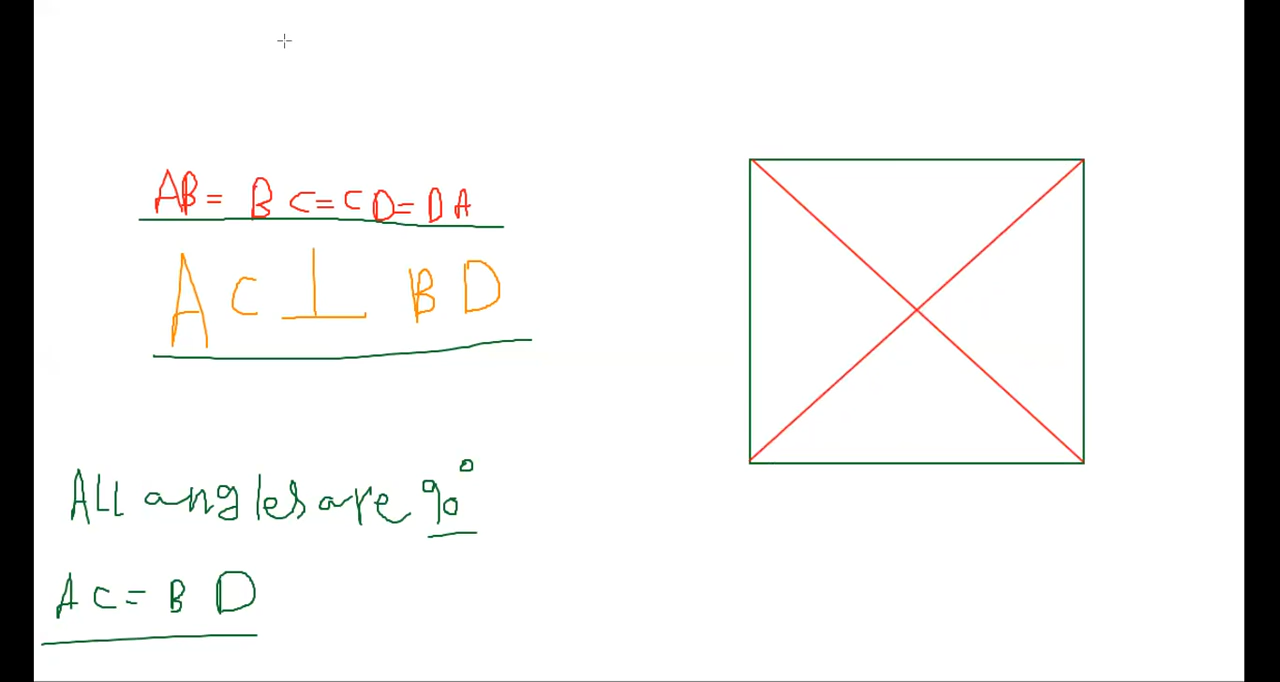 AB = BC = CD = DA
AC ⊥ BD
All angles are 90°
AC = BD